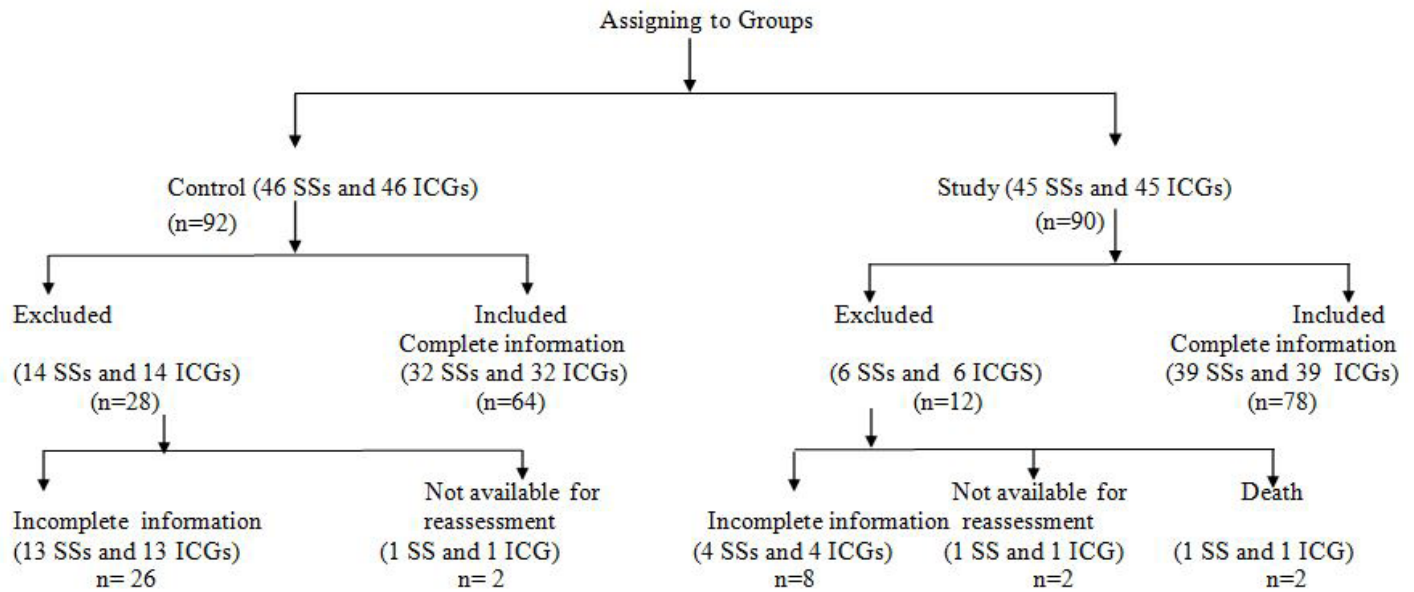 Assigning to Groups
Control (46 SSs and 46 ICGs)
(n=92)
Study (45 SSs and 45 ICGs)
(n=90)
Excluded
(14 SSs and 14 ICGs)
(n=28)
Included
Complete information
(32 SSs and 32 ICGs)
(n=64)
Excluded
(6 SSs and 6 ICGS)
(n=12)
Included
Complete information
(39 SSs and 39 ICGs)
(n=78)
Incomplete information
(13 SSs and 13 ICGs)
n= 26
Not available for
reassessment
(1 SS and 1 ICG)
n= 2
Incomplete information
(4 SSs and 4 ICGs)
n=8
Not available for
reassessment
(1 SS and 1 ICG)
n=2
Death
(1 SS and 1 ICG)
n=2